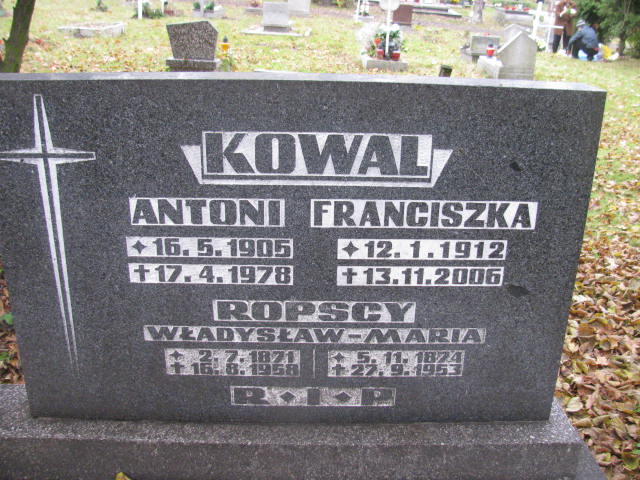 KOWAL
ANTONI FRANCISZKA
✦16.5.1905 ✦12.1.1912
✝17.4.1978 ✝13.11.2006
ROPSCY
WŁADYSŁAW-MARIA
✦ 2.7.1871 ✦ 5.11.1874
✝16.8.1958 ✝27.9.1953
R✦I✦P